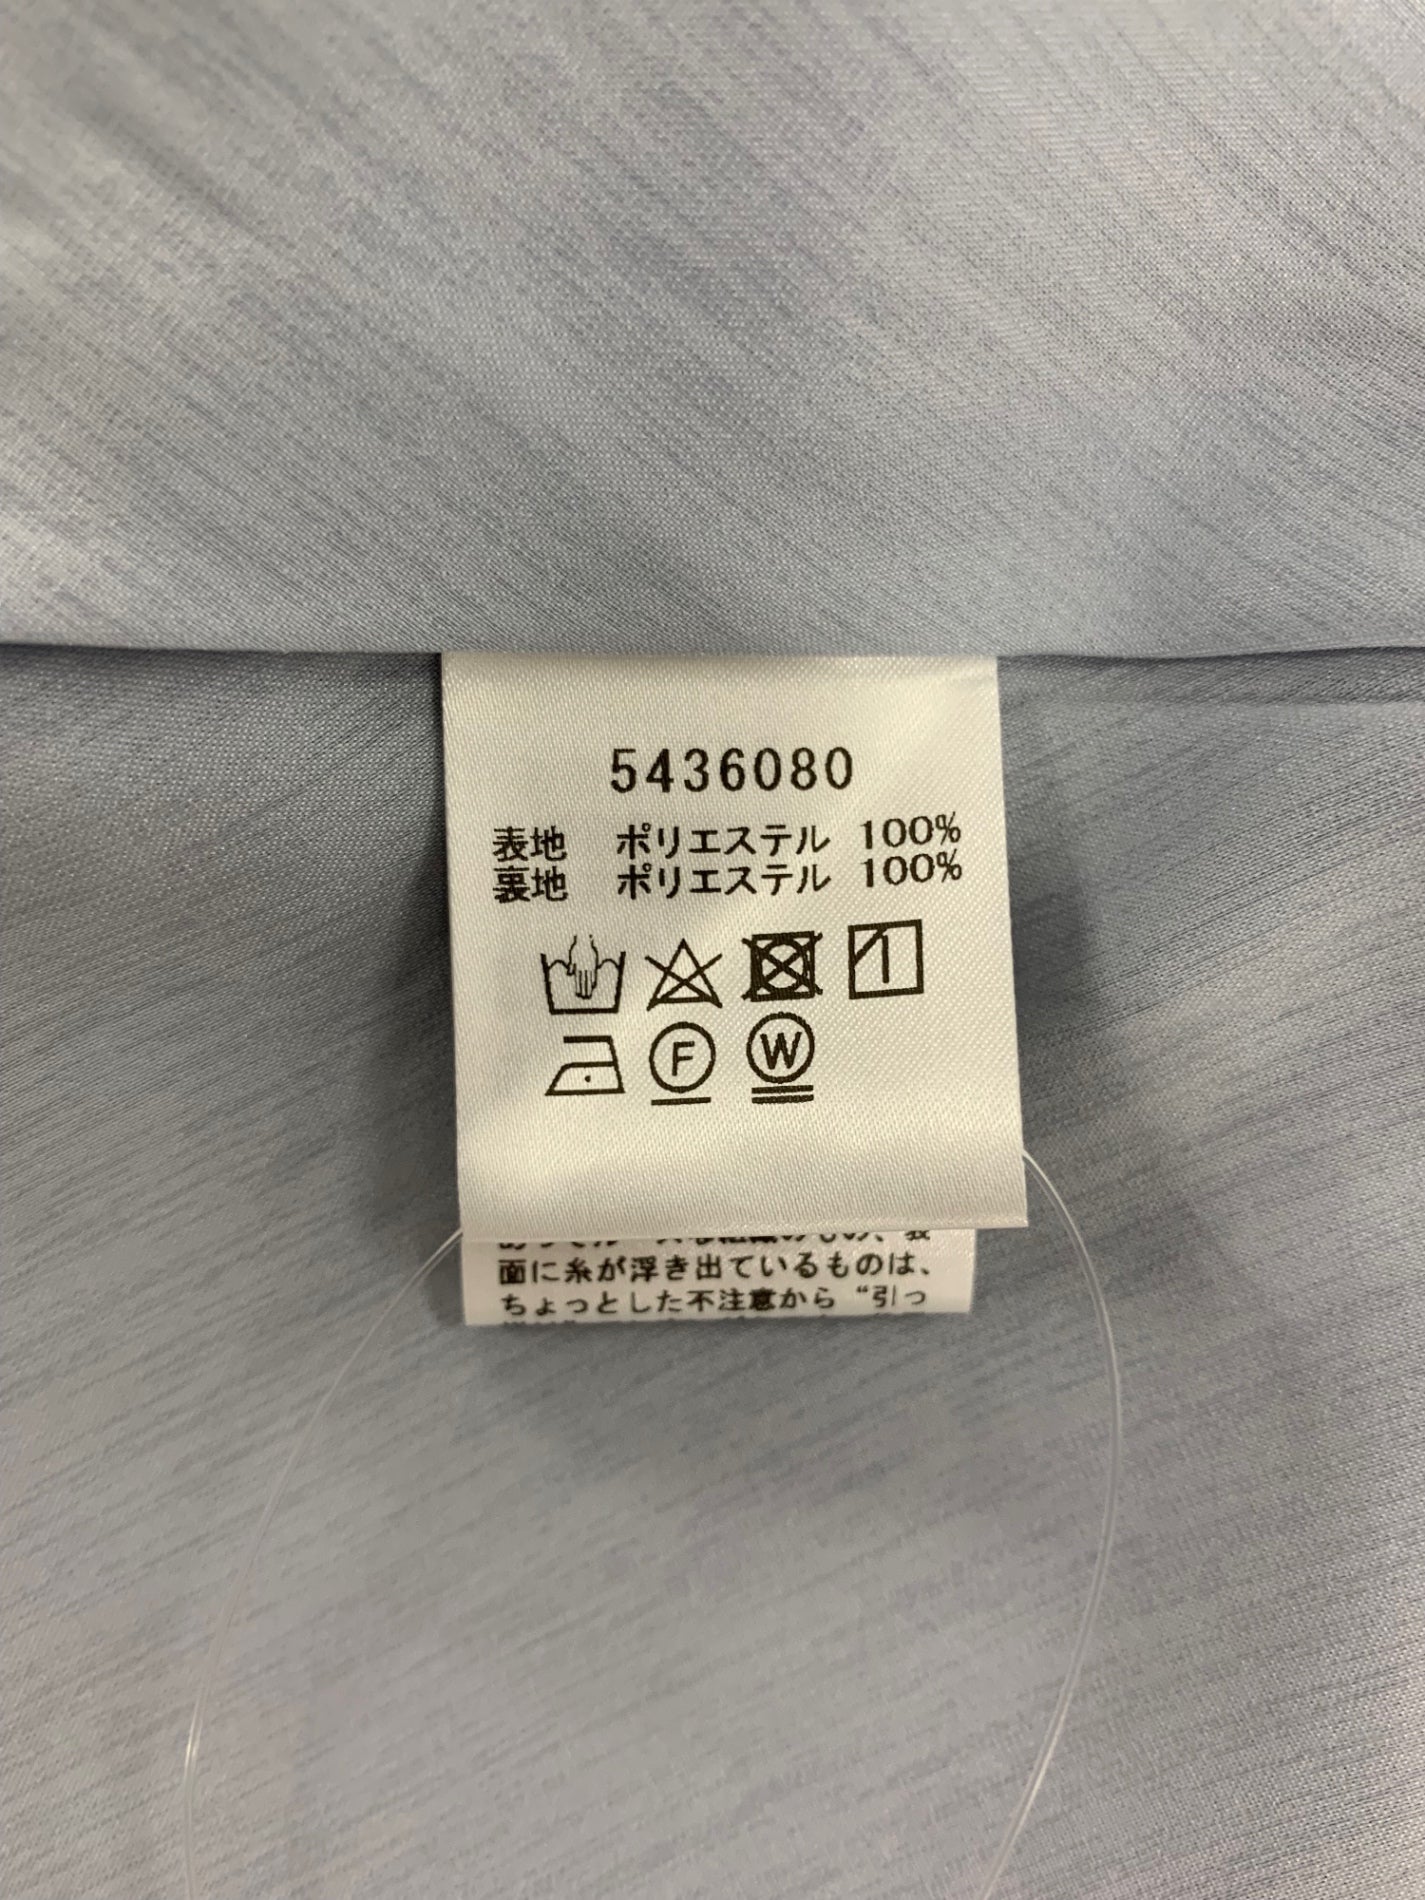 5436080
表地 ポリエステル 100%
裏地 ポリエステル 100%
F W
面に糸が浮き出ているものは、
ちょっとした不注意から“引っ